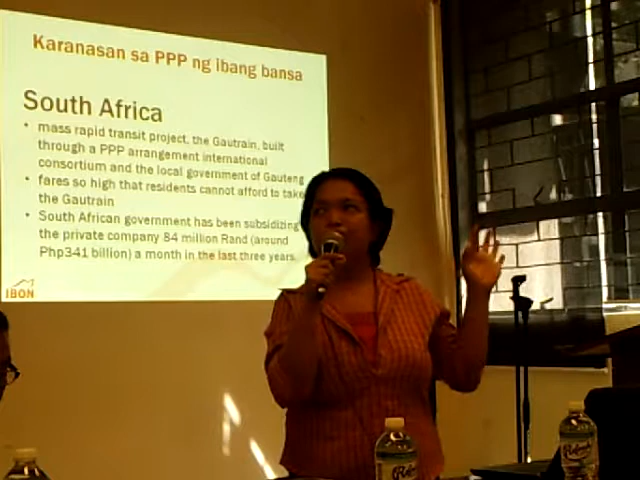 Karanasan sa PPP ng ibang bansa
South Africa
• mass rapid transit project, the Gautrain, built
through a PPP arrangement international
consortium and the local government of Gauteng
• fares so high that residents cannot afford to take
the Gautrain
• South African government has been subsidizing
the private company 84 million Rand (around
Php341 billion) a month in the last three years.
IBON